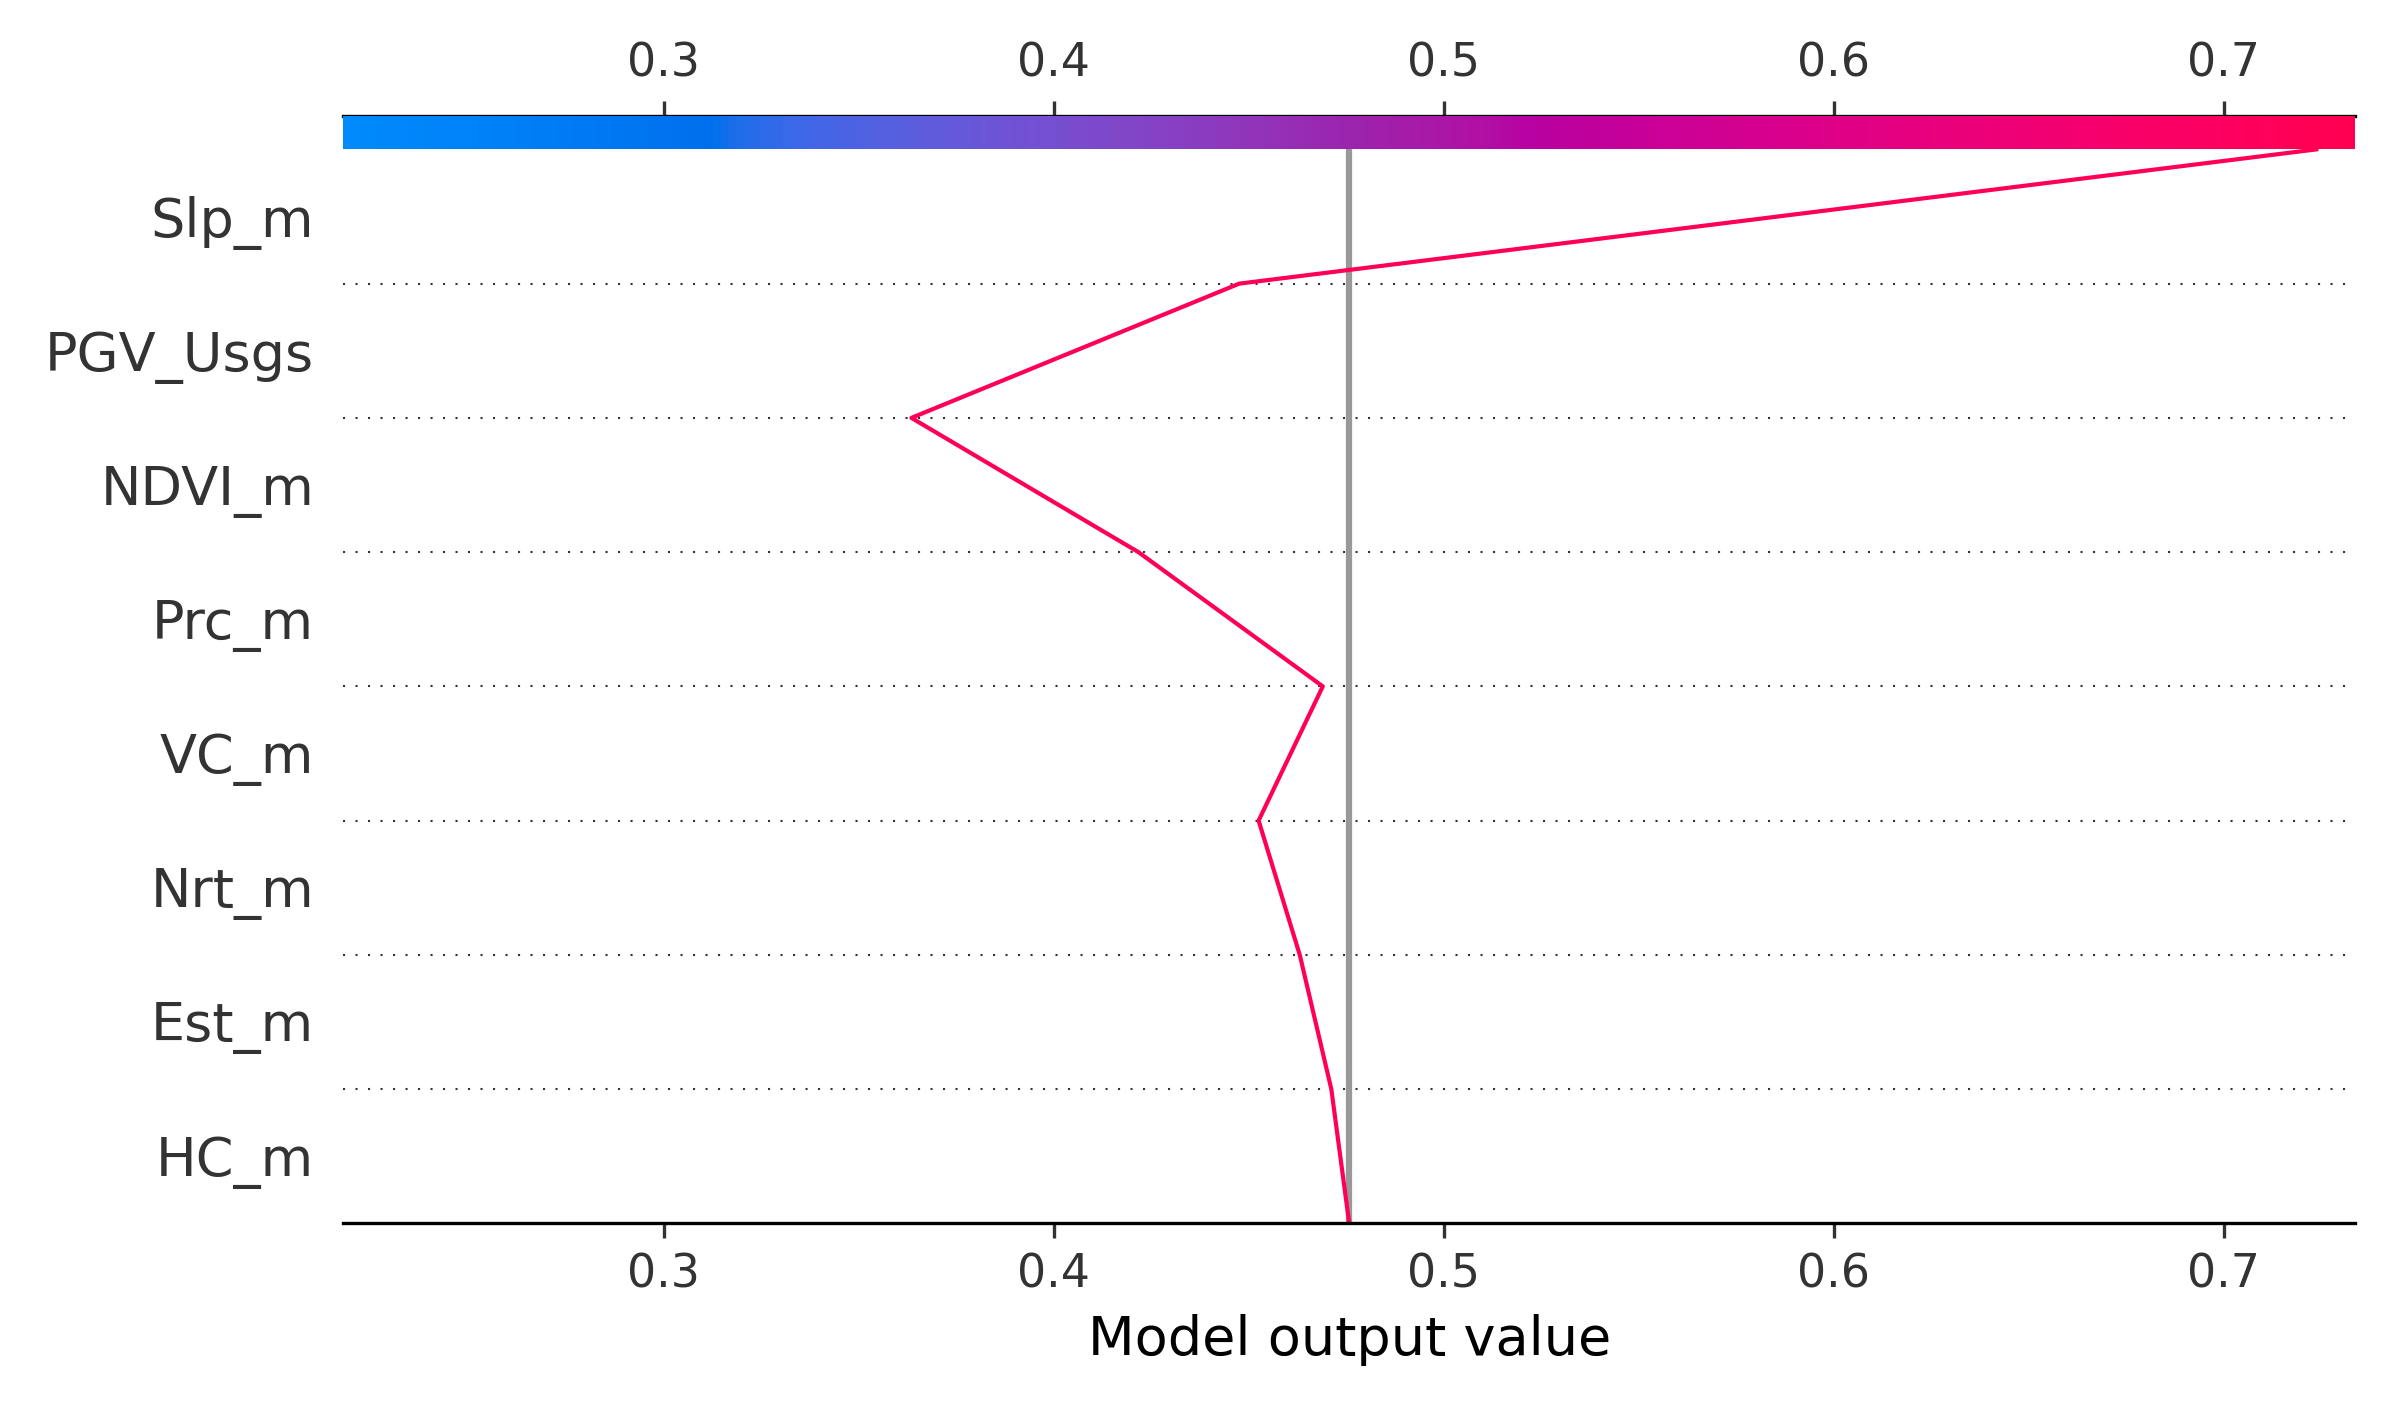 0.3 0.4 0.5 0.6 0.7
Slp_m
PGV_Usgs
NDVI_m
Prc_m
VC_m
Nrt_m
Est_m
HC_m
0.3 0.4 0.5 0.6 0.7
Model output value